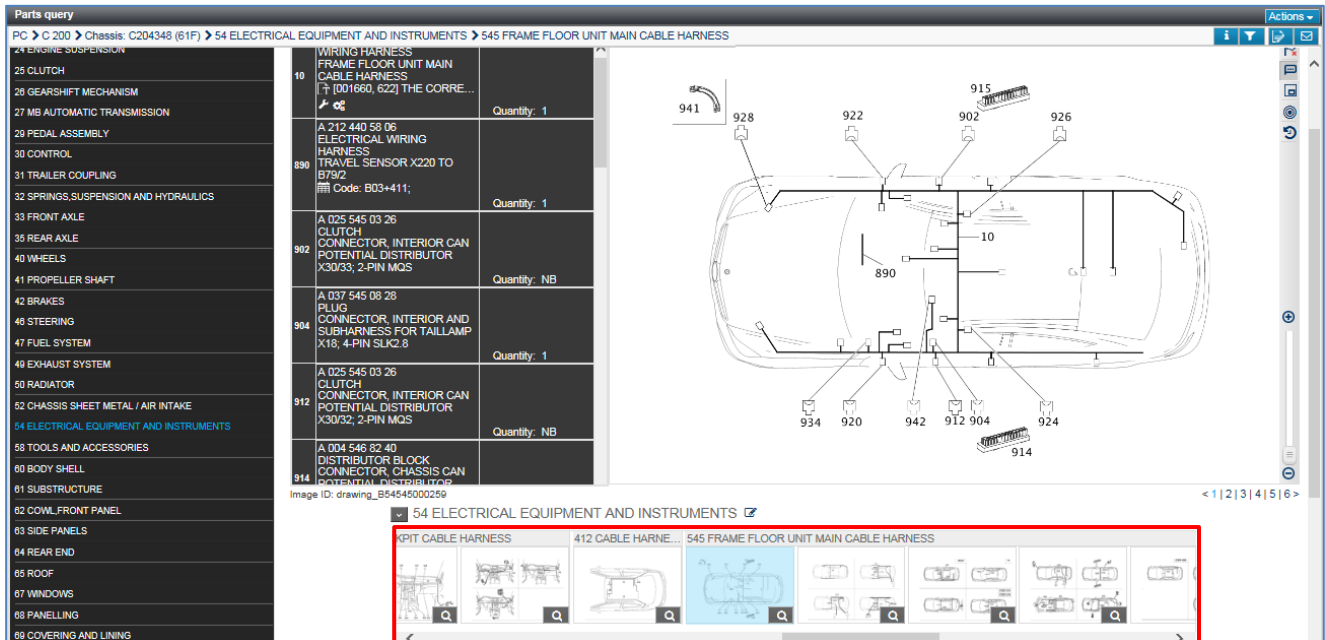 Parts query
Actions
PC > C 200 > Chassis: C204348 (61F) > 54 ELECTRICAL EQUIPMENT AND INSTRUMENTS > 545 FRAME FLOOR UNIT MAIN CABLE HARNESS
24 ENGINE SUSPENSION
25 CLUTCH
26 GEARSHIFT MECHANISM
27 MB AUTOMATIC TRANSMISSION
29 PEDAL ASSEMBLY
30 CONTROL
31 TRAILER COUPLING
32 SPRINGS,SUSPENSION AND HYDRAULICS
33 FRONT AXLE
35 REAR AXLE
40 WHEELS
41 PROPELLER SHAFT
42 BRAKES
46 STEERING
47 FUEL SYSTEM
49 EXHAUST SYSTEM
50 RADIATOR
52 CHASSIS SHEET METAL / AIR INTAKE
54 ELECTRICAL EQUIPMENT AND INSTRUMENTS
58 TOOLS AND ACCESSORIES
60 BODY SHELL
61 SUBSTRUCTURE
62 COWL,FRONT PANEL
63 SIDE PANELS
64 REAR END
65 ROOF
67 WINDOWS
68 PANELLING
69 COVERING AND LINING
10
WIRING HARNESS
FRAME FLOOR UNIT MAIN
CABLE HARNESS
[001660, 622] THE CORRE...
Quantity: 1
890
A 212 440 58 06
ELECTRICAL WIRING
HARNESS
TRAVEL SENSOR X220 TO
B79/2
Code: B03+411;
Quantity: 1
902
A 025 545 03 26
CLUTCH
CONNECTOR, INTERIOR CAN
POTENTIAL DISTRIBUTOR
X30/33; 2-PIN MQS
Quantity: NB
904
A 037 545 08 28
PLUG
CONNECTOR, INTERIOR AND
SUBHARNESS FOR TAILLAMP
X18; 4-PIN SLK2.8
Quantity: 1
912
A 025 545 03 26
CLUTCH
CONNECTOR, INTERIOR CAN
POTENTIAL DISTRIBUTOR
X30/32; 2-PIN MQS
Quantity: NB
914
A 004 546 82 40
DISTRIBUTOR BLOCK
CONNECTOR, CHASSIS CAN
POTENTIAL DISTRIBUTOR
941
928
922
915
902
926
10
890
934
920
942
912
904
924
914
Image ID: drawing_B54545000259
< 1 | 2 | 3 | 4 | 5 | 6 >
54 ELECTRICAL EQUIPMENT AND INSTRUMENTS
KPIT CABLE HARNESS
412 CABLE HARNE...
545 FRAME FLOOR UNIT MAIN CABLE HARNESS